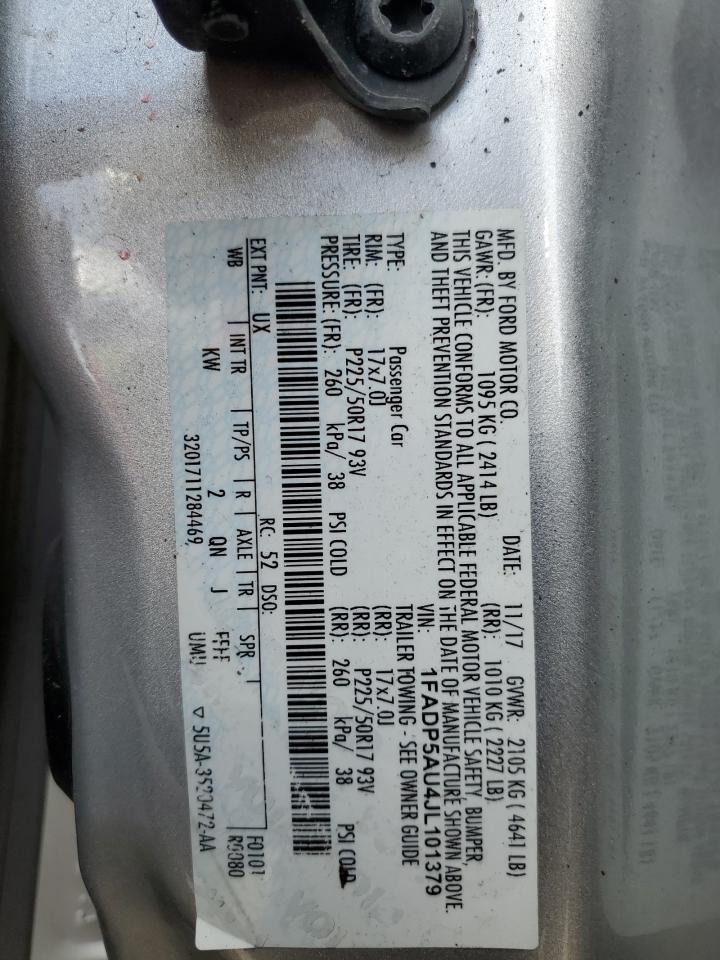 MFD. BY FORD MOTOR CO. DATE: 11/17 GVWR: 2105 KG ( 4641 LB)
GAWR: (FR): 1095 KG ( 2414 LB) (RR): 1010 KG ( 2227 LB)
THIS VEHICLE CONFORMS TO ALL APPLICABLE FEDERAL MOTOR VEHICLE SAFETY, BUMPER,
AND THEFT PREVENTION STANDARDS IN EFFECT ON THE DATE OF MANUFACTURE SHOWN ABOVE.
VIN: 1FADP5AU4JL101379
TYPE: Passenger Car TRAILER TOWING - SEE OWNER GUIDE
RIM: (FR): 17x7.0J (RR): 17x7.0J
TIRE: (FR): P225/50R17 93V (RR): P225/50R17 93V
PRESSURE: (FR): 260 kPa/ 38 PSI COLD (RR): 260 kPa/ 38 PSI COLD
EXT PNT: UX RC: 52 DSO: F0101
WB INT TR TP/PS R AXLE TR SPR R0080
KW 2 QN J
UMUU
3201711284469 ▽ 5U5A-3520472-AA